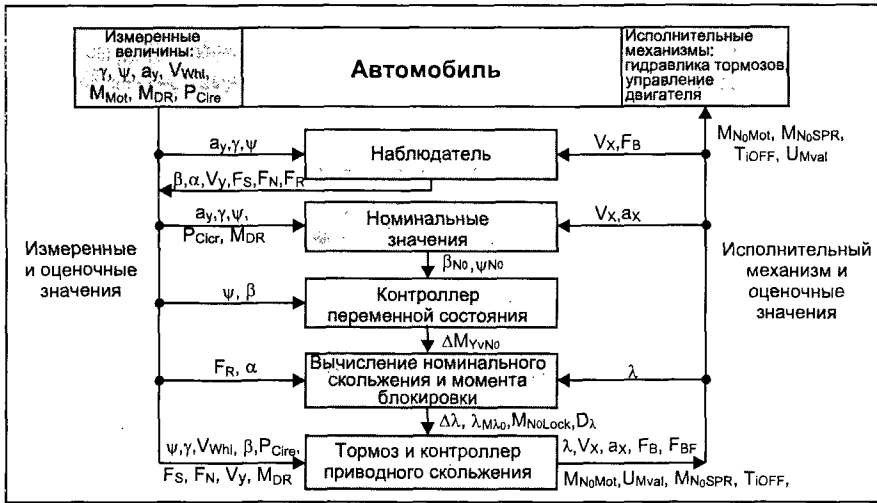 Измеренные
величины:
γ, ψ, ay, VWhl,
MMot, MDR, PCire
Автомобиль
Исполнительные
механизмы:
гидравлика тормозов,
управление
двигателя
MN0Mot, MN0SPR,
TiOFF, UMval
ay,γ,ψ
Наблюдатель
Vx,FB
β,α,Vy,FS,FN,FR
ay,γ,ψ,
PCicr, MDR
Номинальные
значения
Vx,ax
Измеренные
и оценочные
значения
Исполнительный
механизм и
оценочные
значения
βN0,ψN0
ψ, β
Контроллер
переменной состояния
ΔMYvN0
FR, α
Вычисление номинального
скольжения и момента
блокировки
λ
Δλ, λMλ0,MN0Lock,Dλ
ψ,γ,VWhl, β,PCire,
FS, FN, Vy, MDR
Тормоз и контроллер
приводного скольжения
λ,Vx, ax, FB, FBF
MN0Mot,UMval, MN0SPR, TiOFF,